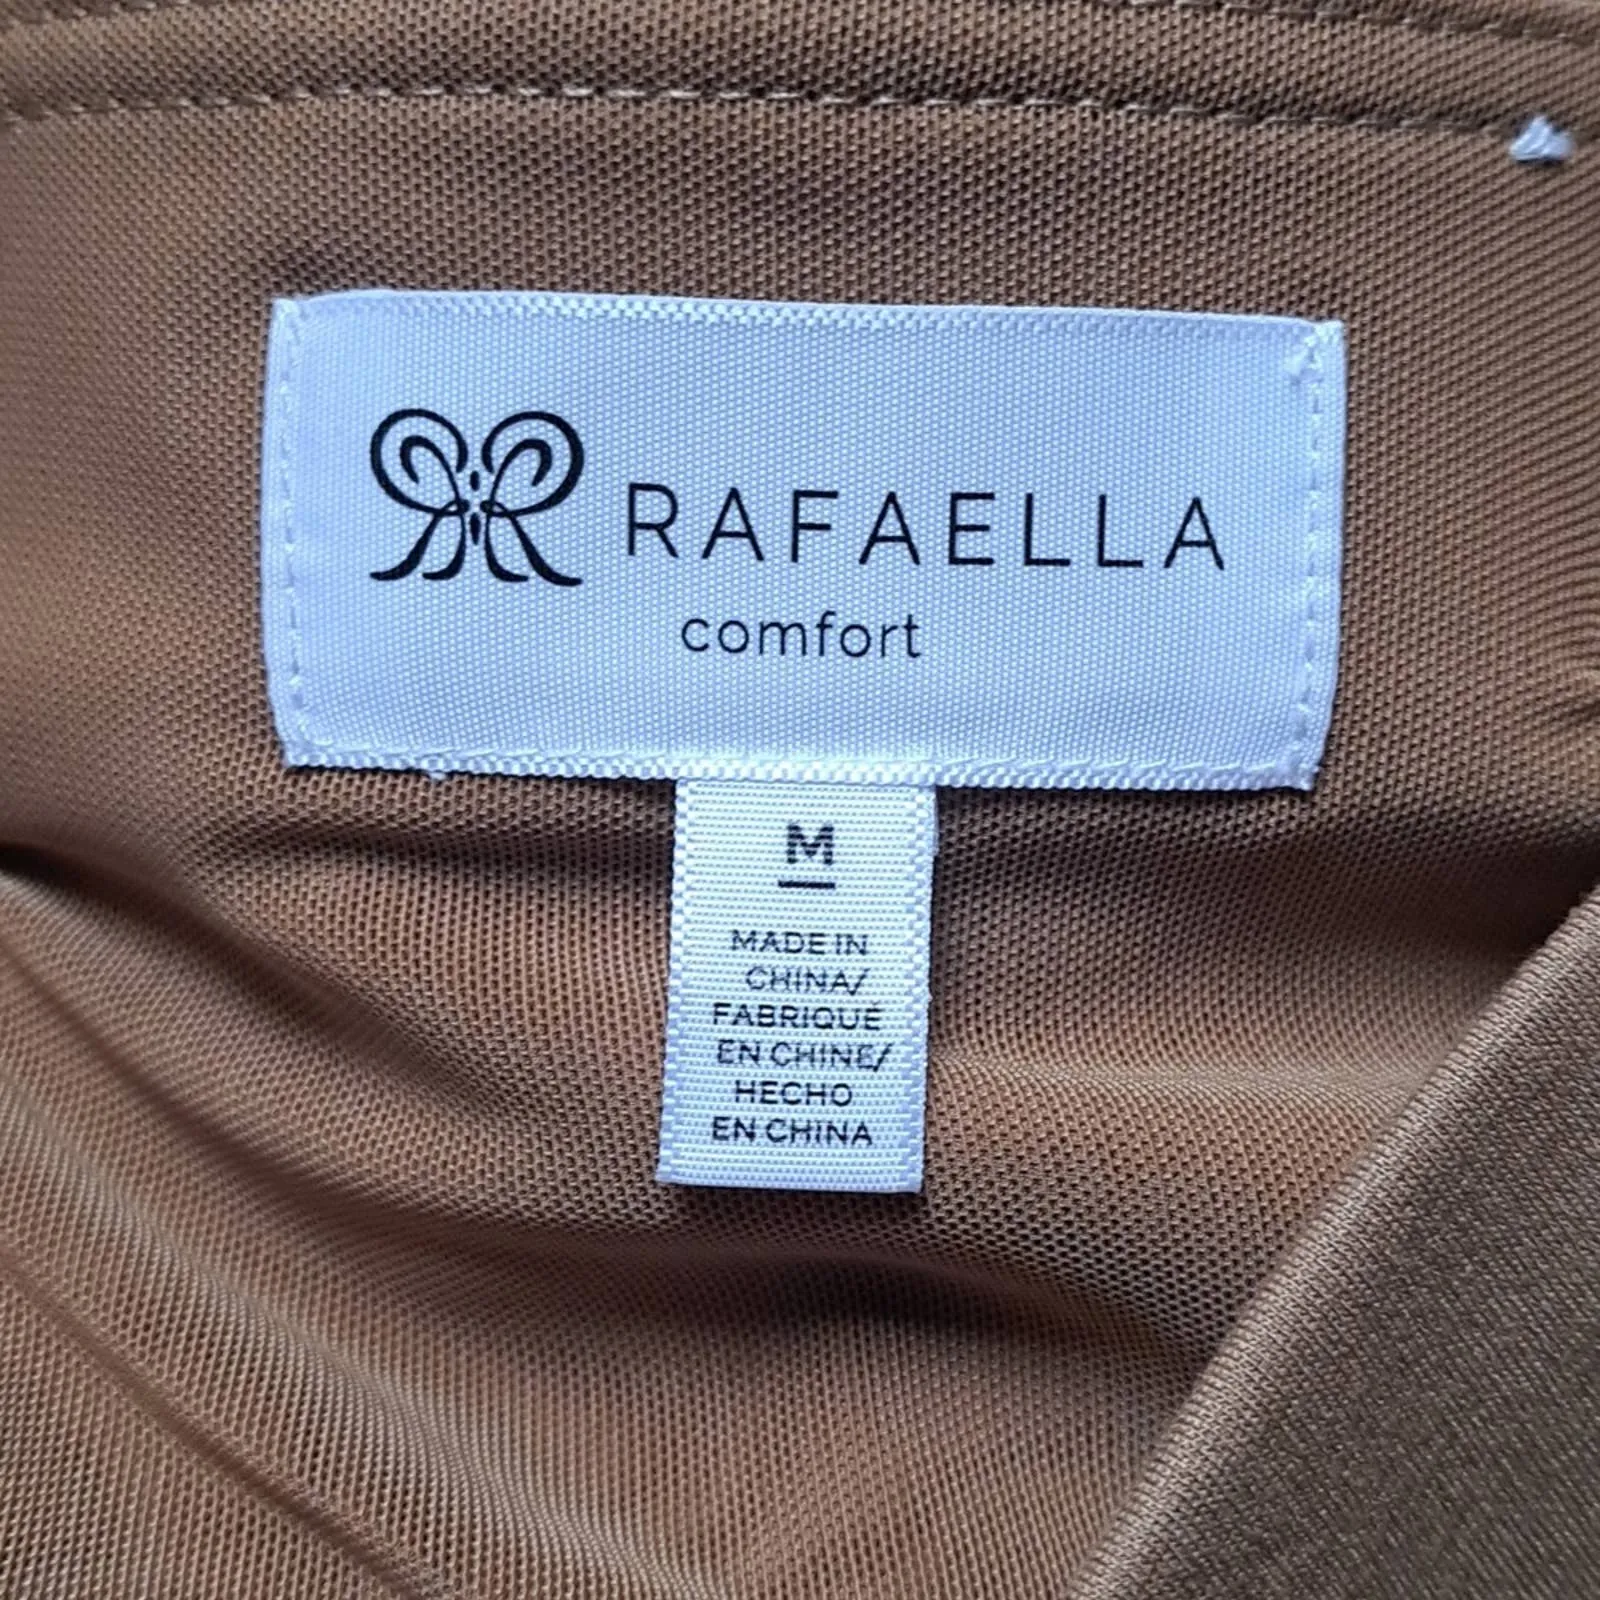 RAFAELLA
comfort
M
MADE IN
CHINA/
FABRIQUÉ
EN CHINE/
HECHO
EN CHINA